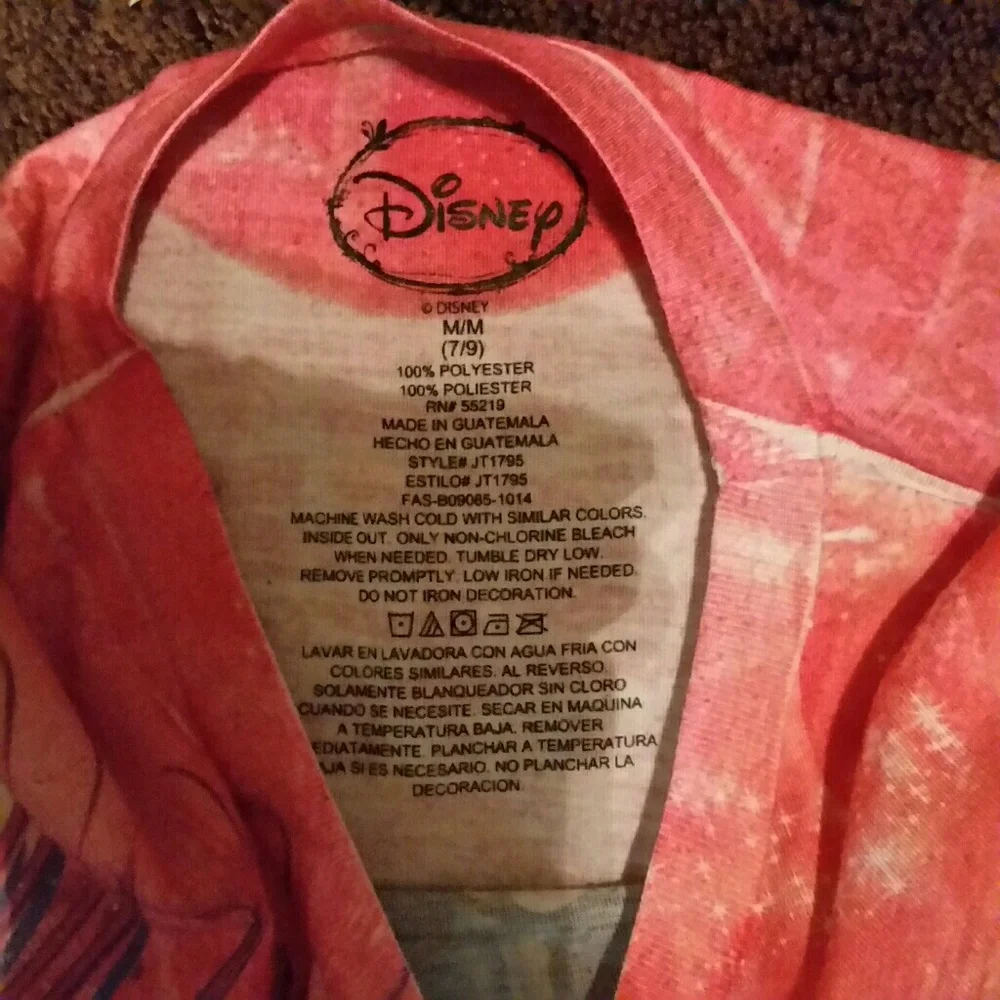 Disney
© DISNEY
M/M
(7/9)
100% POLYESTER
100% POLIESTER
RN# 55219
MADE IN GUATEMALA
HECHO EN GUATEMALA
STYLE# JT1795
ESTILO# JT1795
FAS-B09065-1014
MACHINE WASH COLD WITH SIMILAR COLORS.
INSIDE OUT. ONLY NON-CHLORINE BLEACH
WHEN NEEDED. TUMBLE DRY LOW.
REMOVE PROMPTLY. LOW IRON IF NEEDED.
DO NOT IRON DECORATION.
LAVAR EN LAVADORA CON AGUA FRIA CON
COLORES SIMILARES. AL REVERSO.
SOLAMENTE BLANQUEADOR SIN CLORO
CUANDO SE NECESITE. SECAR EN MAQUINA
A TEMPERATURA BAJA. REMOVER
EDIATAMENTE. PLANCHAR A TEMPERATURA
JA SI ES NECESARIO. NO PLANCHAR LA
DECORACION.